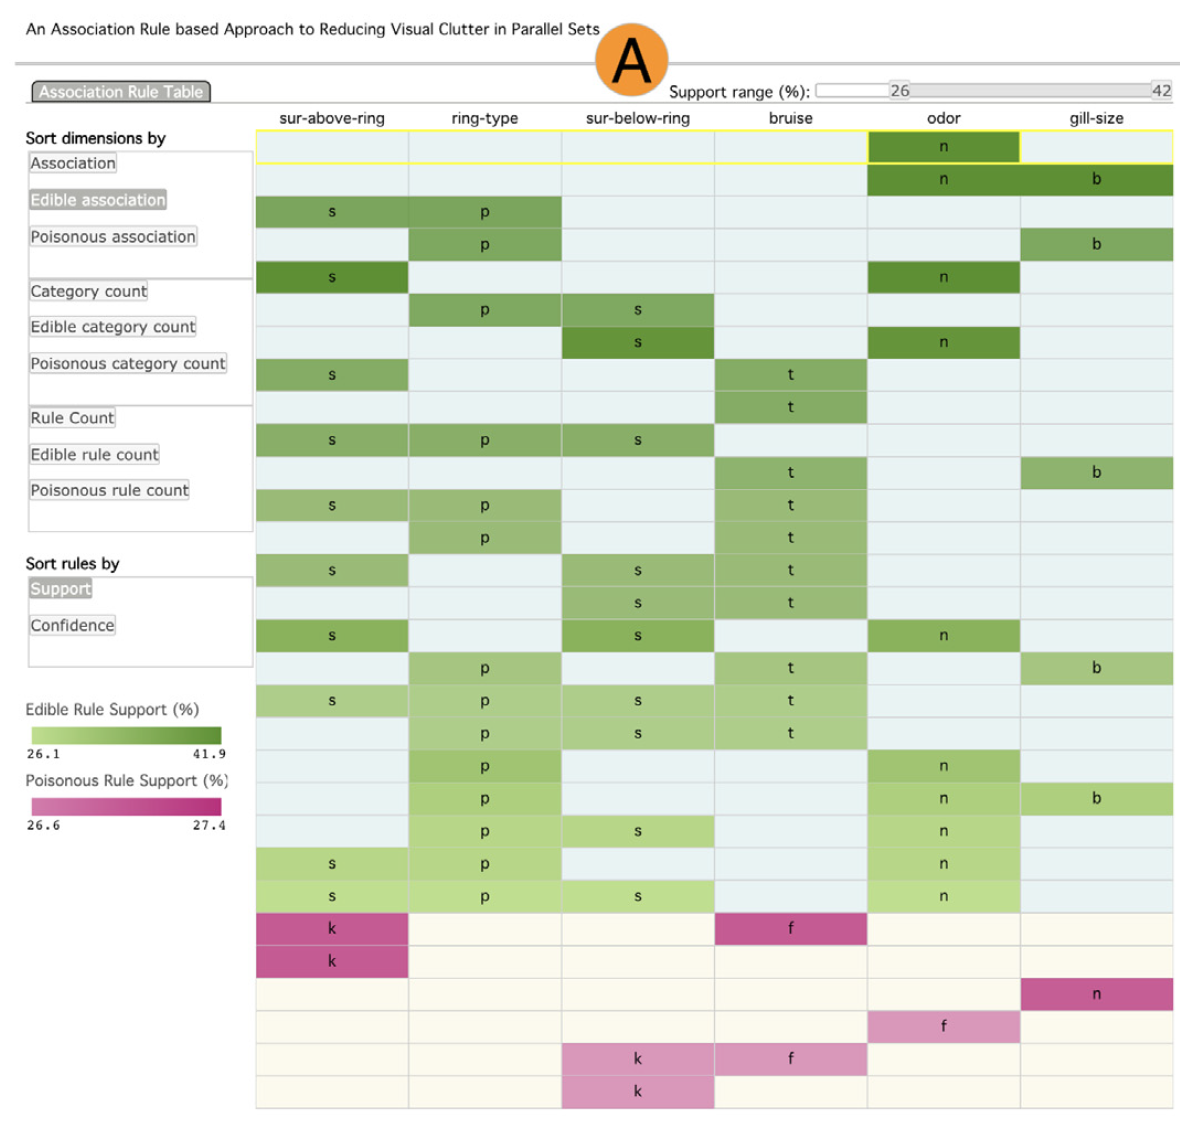 An Association Rule based Approach to Reducing Visual Clutter in Parallel Sets
A
Association Rule Table
Support range (%): 26 42
sur-above-ring ring-type sur-below-ring bruise odor gill-size
Sort dimensions by
Association
Edible association
Poisonous association
Category count
Edible category count
Poisonous category count
Rule Count
Edible rule count
Poisonous rule count
Sort rules by
Support
Confidence
Edible Rule Support (%)
26.1 41.9
Poisonous Rule Support (%)
26.6 27.4
n
n b
s p
p b
s n
p s
s n
s t
t
s p s
t b
s p t
p t
s s t
s t
s s n
p t b
s p s t
p s t
p n
p n b
p s n
s p n
s p s n
k f
k
n
f
k f
k